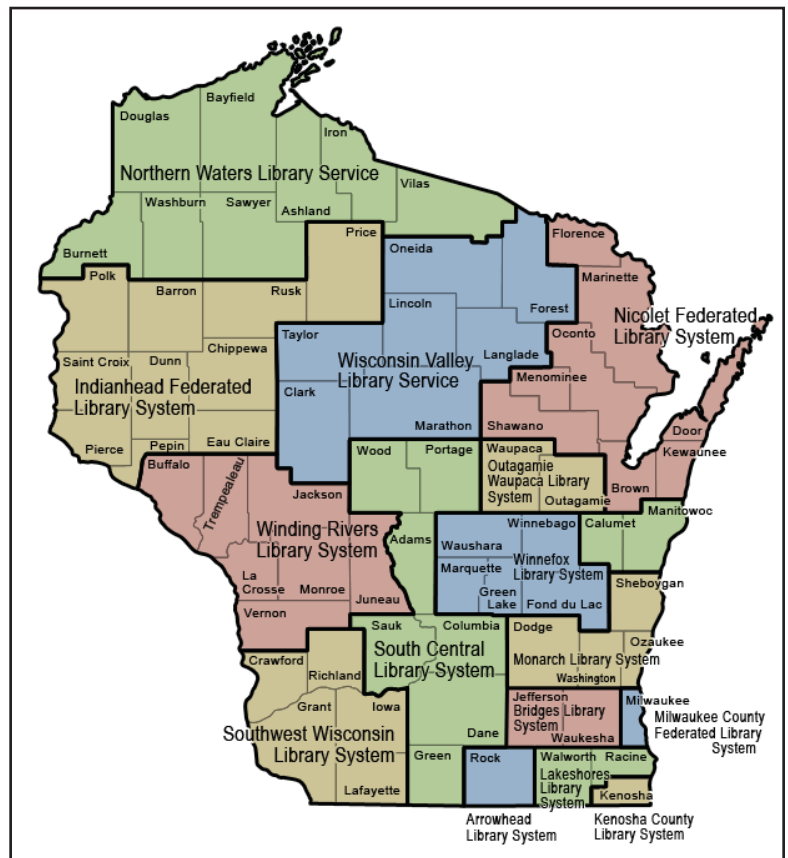 Douglas
Bayfield
Iron
Northern Waters Library Service
Vilas
Washburn
Sawyer
Ashland
Burnett
Price
Oneida
Florence
Polk
Barron
Rusk
Marinette
Lincoln
Forest
Nicolet Federated
Library System
Taylor
Oconto
Chippewa
Saint Croix
Dunn
Langlade
Wisconsin Valley
Library Service
Indianhead Federated
Library System
Menominee
Clark
Marathon
Shawano
Door
Pierce
Pepin
Eau Claire
Wood
Portage
Waupaca
Kewaunee
Buffalo
Outagamie
Waupaca Library
System
Trempealeau
Jackson
Brown
Outagamie
Manitowoc
Winding Rivers
Library System
Winnebago
Calumet
Adams
Waushara
Winnefox
Library System
Marquette
La
Crosse
Monroe
Juneau
Green
Lake
Fond du Lac
Sheboygan
Vernon
Sauk
Columbia
Dodge
Ozaukee
South Central
Library System
Monarch Library System
Washington
Crawford
Richland
Grant
Iowa
Jefferson
Bridges Library
System
Milwaukee
Milwaukee County
Federated Library
System
Southwest Wisconsin
Library System
Dane
Waukesha
Green
Rock
Walworth
Racine
Lakeshores
Library
System
Lafayette
Kenosha
Arrowhead
Library System
Kenosha County
Library System